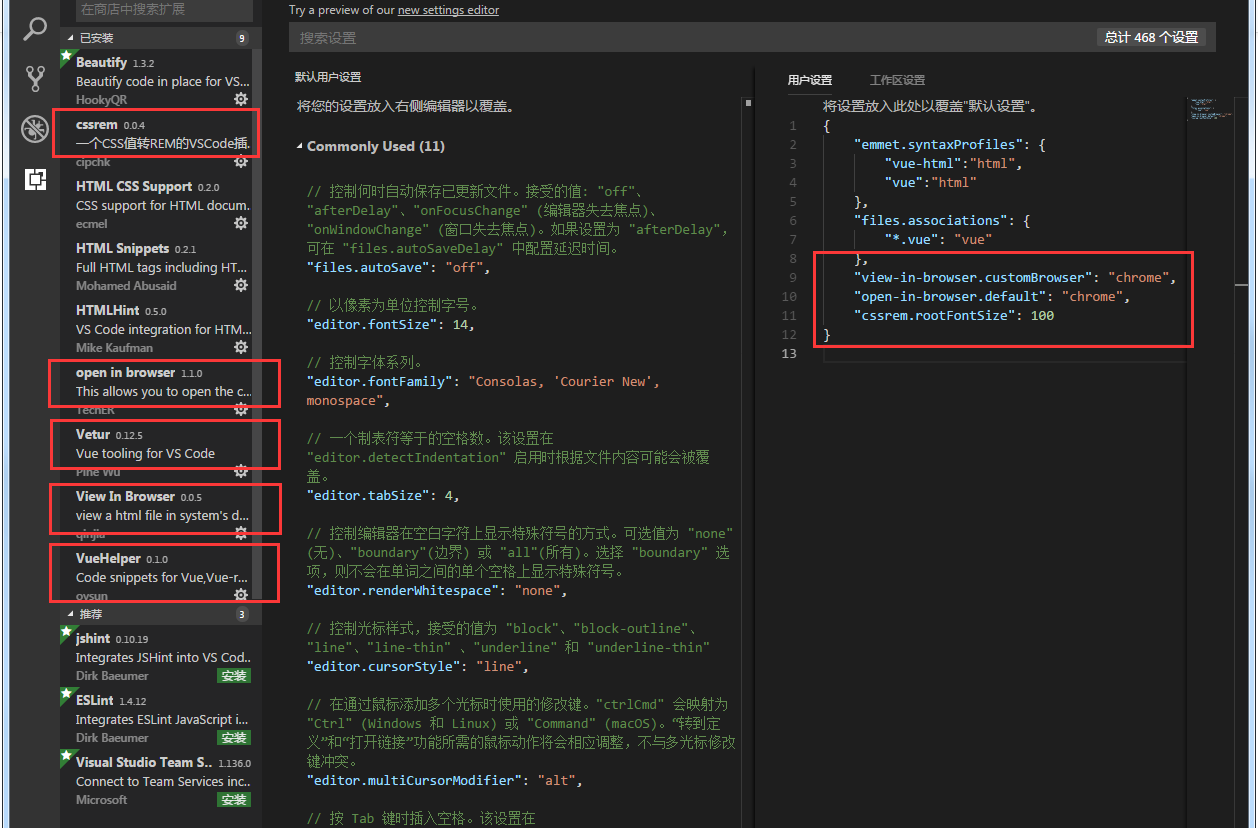 在商店中搜索扩展
已安装 9
Beautify 1.3.2
Beautify code in place for VS...
HookyQR
cssrem 0.0.4
一个CSS值转REM的VSCode插.
cipchk
HTML CSS Support 0.2.0
CSS support for HTML docum.
ecmel
HTML Snippets 0.2.1
Full HTML tags including HT...
Mohamed Abusaid
HTMLHint 0.5.0
VS Code integration for HTM...
Mike Kaufman
open in browser 1.1.0
This allows you to open the c...
TechER
Vetur 0.12.5
Vue tooling for VS Code
Pine Wu
View In Browser 0.0.5
view a html file in system's d...
qinjia
VueHelper 0.1.0
Code snippets for Vue,Vue-r...
oysun
推荐 3
jshint 0.10.19
Integrates JSHint into VS Cod..
Dirk Baeumer 安装
ESLint 1.4.12
Integrates ESLint JavaScript i...
Dirk Baeumer 安装
Visual Studio Team S.. 1.136.0
Connect to Team Services inc..
Microsoft 安装
Try a preview of our new settings editor
搜索设置 总计 468 个设置
默认用户设置
将您的设置放入右侧编辑器以覆盖。
Commonly Used (11)
// 控制何时自动保存已更新文件。接受的值: "off"、
"afterDelay"、"onFocusChange" (编辑器失去焦点)、
"onWindowChange" (窗口失去焦点)。如果设置为 "afterDelay",
可在 "files.autoSaveDelay" 中配置延迟时间。
"files.autoSave": "off",
// 以像素为单位控制字号。
"editor.fontSize": 14,
// 控制字体系列。
"editor.fontFamily": "Consolas, 'Courier New',
monospace",
// 一个制表符等于的空格数。该设置在
"editor.detectIndentation" 启用时根据文件内容可能会被覆
盖。
"editor.tabSize": 4,
// 控制编辑器在空白字符上显示特殊符号的方式。可选值为 "none"
(无)、"boundary"(边界) 或 "all"(所有)。选择 "boundary" 选
项，则不会在单词之间的单个空格上显示特殊符号。
"editor.renderWhitespace": "none",
// 控制光标样式，接受的值为 "block"、"block-outline"、
"line"、"line-thin" 、"underline" 和 "underline-thin"
"editor.cursorStyle": "line",
// 在通过鼠标添加多个光标时使用的修改键。"ctrlCmd" 会映射为
"Ctrl" (Windows 和 Linux) 或 "Command" (macOS)。“转到定
义”和“打开链接”功能所需的鼠标动作将会相应调整，不与多光标修改
键冲突。
"editor.multiCursorModifier": "alt",
// 按 Tab 键时插入空格。该设置在
用户设置 工作区设置
将设置放入此处以覆盖"默认设置"。
1 {
2 "emmet.syntaxProfiles": {
3 "vue-html":"html",
4 "vue":"html"
5 },
6 "files.associations": {
7 "*.vue": "vue"
8 },
9 "view-in-browser.customBrowser": "chrome",
10 "open-in-browser.default": "chrome",
11 "cssrem.rootFontSize": 100
12 }
13